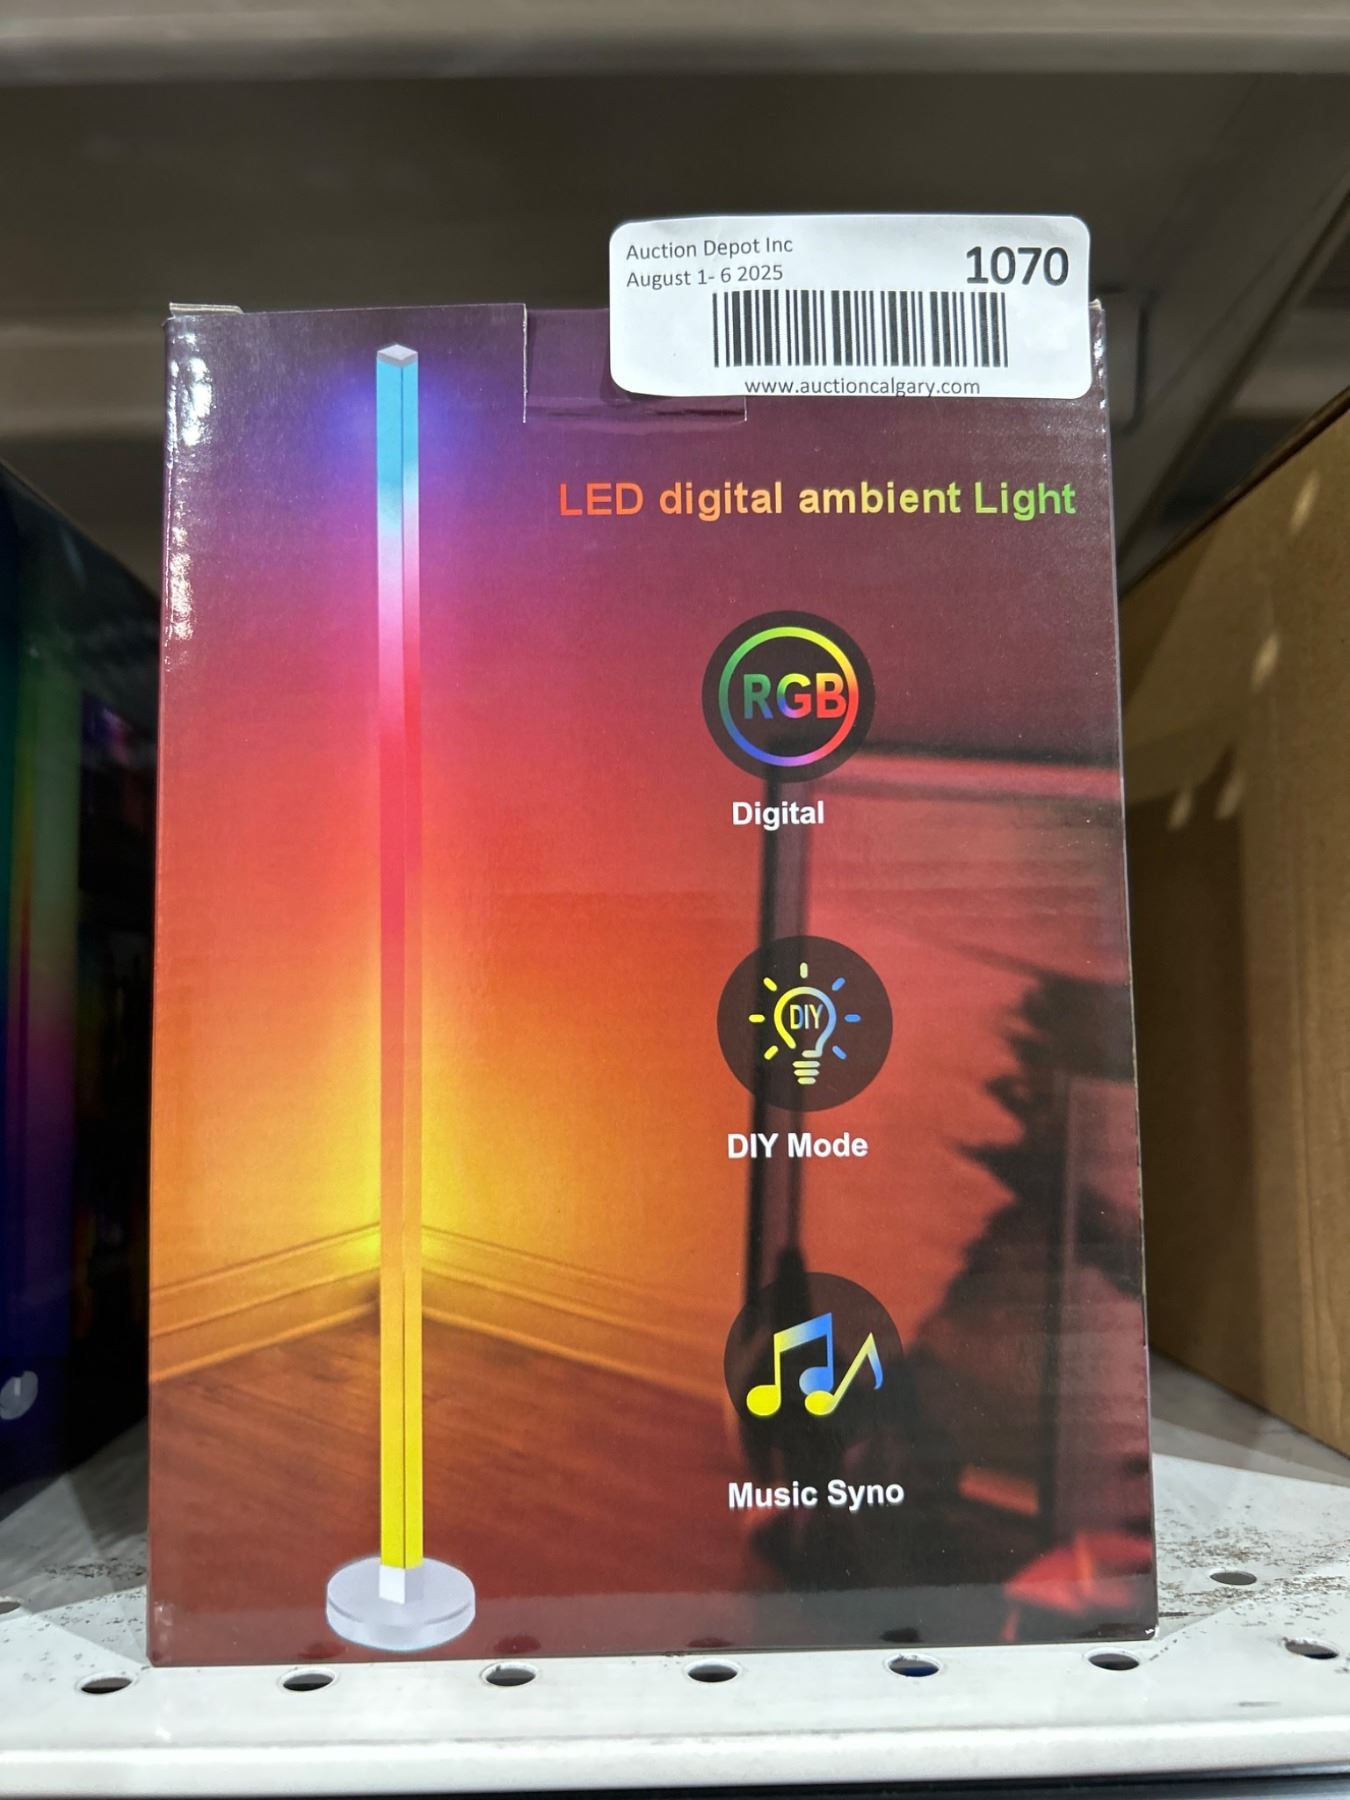 Auction Depot Inc
1070
August 1- 6 2025
www.auctioncalgary.com
LED digital ambient Light
RGB
Digital
DIY
DIY Mode
Music Syno